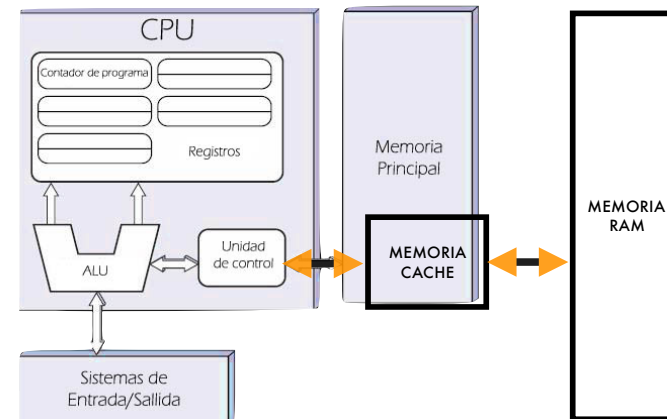 CPU
Contador de programa
Registros
ALU
Unidad
de control
Memoria
Principal
MEMORIA
CACHE
MEMORIA
RAM
Sistemas de
Entrada/Sallida